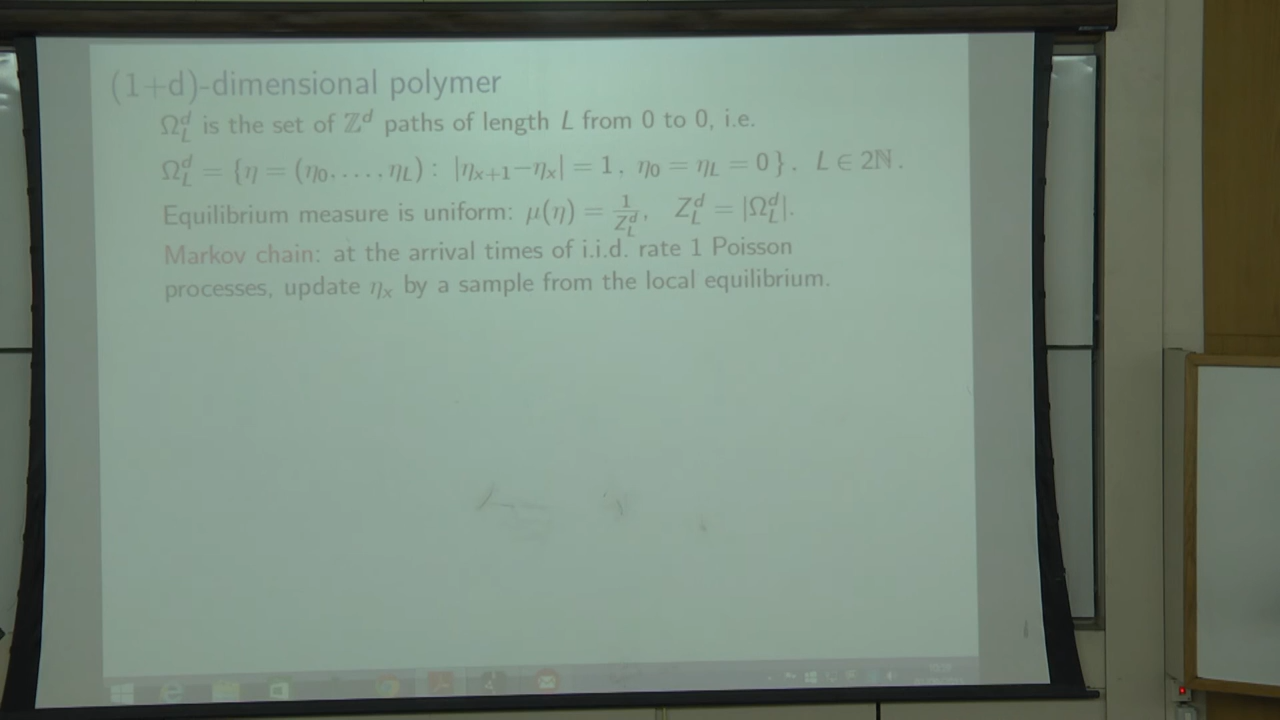 (1+d)-dimensional polymer
Ω_L^d is the set of ℤ^d paths of length L from 0 to 0, i.e.
Ω_L^d = {η = (η_0, . . . , η_L) : |η_{x+1}−η_x| = 1, η_0 = η_L = 0}, L ∈ 2ℕ.
Equilibrium measure is uniform: μ(η) = 1/Z_L^d, Z_L^d = |Ω_L^d|.
Markov chain: at the arrival times of i.i.d. rate 1 Poisson
processes, update η_x by a sample from the local equilibrium.